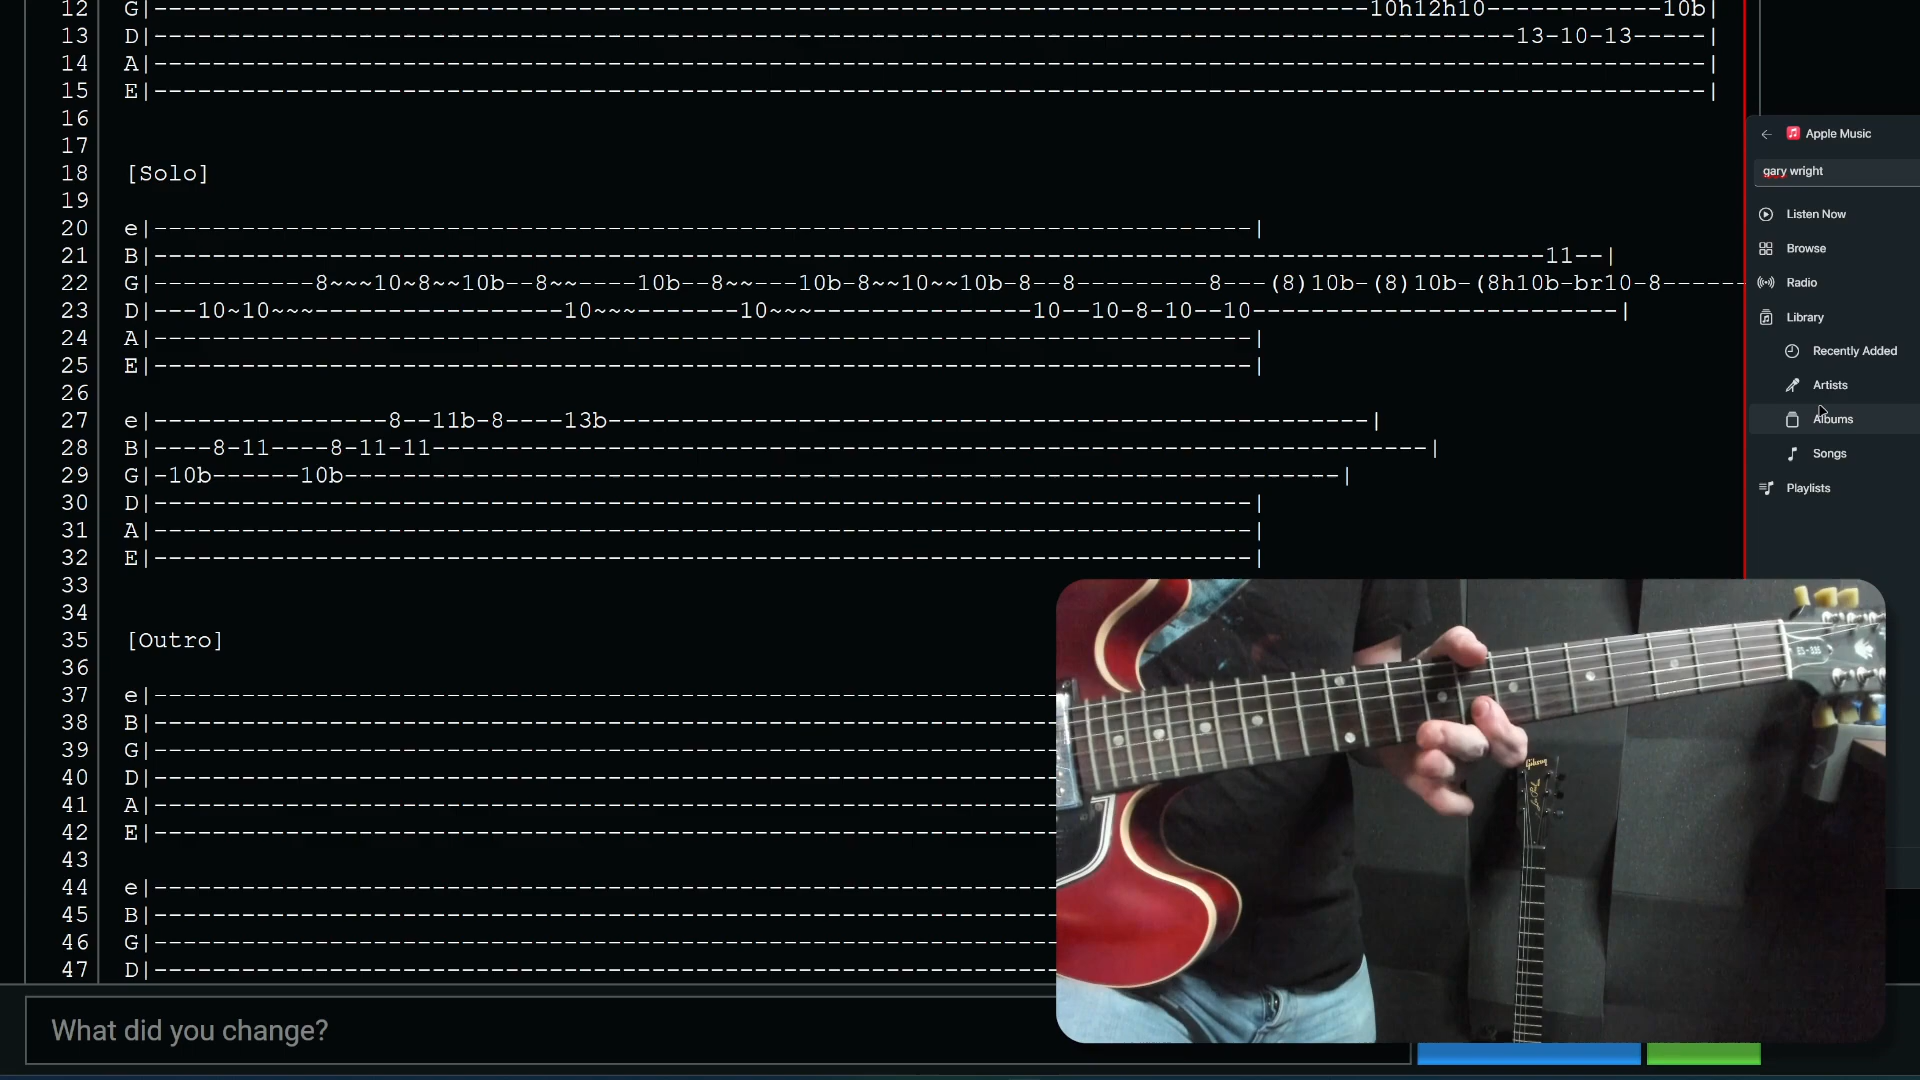 12 G|-----------------------------------------------------------------------------------10h12h10------------10b|
13 D|---------------------------------------------------------------------------------------------13-10-13-----|
14 A|----------------------------------------------------------------------------------------------------------|
15 E|----------------------------------------------------------------------------------------------------------|
16
17
18 [Solo]
19
20 e|---------------------------------------------------------------------------|
21 B|-----------------------------------------------------------------------------------------------11--|
22 G|-----------8~~~10~8~~10b--8~~----10b--8~~---10b-8~~10~~10b-8--8---------8---(8)10b-(8)10b-(8h10b-br10-8------
23 D|---10~10~~~-----------------10~~~-------10~~~---------------10--10-8-10--10-------------------------|
24 A|---------------------------------------------------------------------------|
25 E|---------------------------------------------------------------------------|
26
27 e|----------------8--11b-8----13b----------------------------------------------------|
28 B|----8-11----8-11-11--------------------------------------------------------------------|
29 G|-10b------10b--------------------------------------------------------------------|
30 D|---------------------------------------------------------------------------|
31 A|---------------------------------------------------------------------------|
32 E|---------------------------------------------------------------------------|
33
34
35 [Outro]
36
37 e|--------------------------------------------------------------
38 B|--------------------------------------------------------------
39 G|--------------------------------------------------------------
40 D|--------------------------------------------------------------
41 A|--------------------------------------------------------------
42 E|--------------------------------------------------------------
43
44 e|--------------------------------------------------------------
45 B|--------------------------------------------------------------
46 G|--------------------------------------------------------------
47 D|--------------------------------------------------------------
What did you change?
Apple Music
gary wright
Listen Now
Browse
Radio
Library
Recently Added
Artists
Albums
Songs
Playlists
ES-335
Gibson